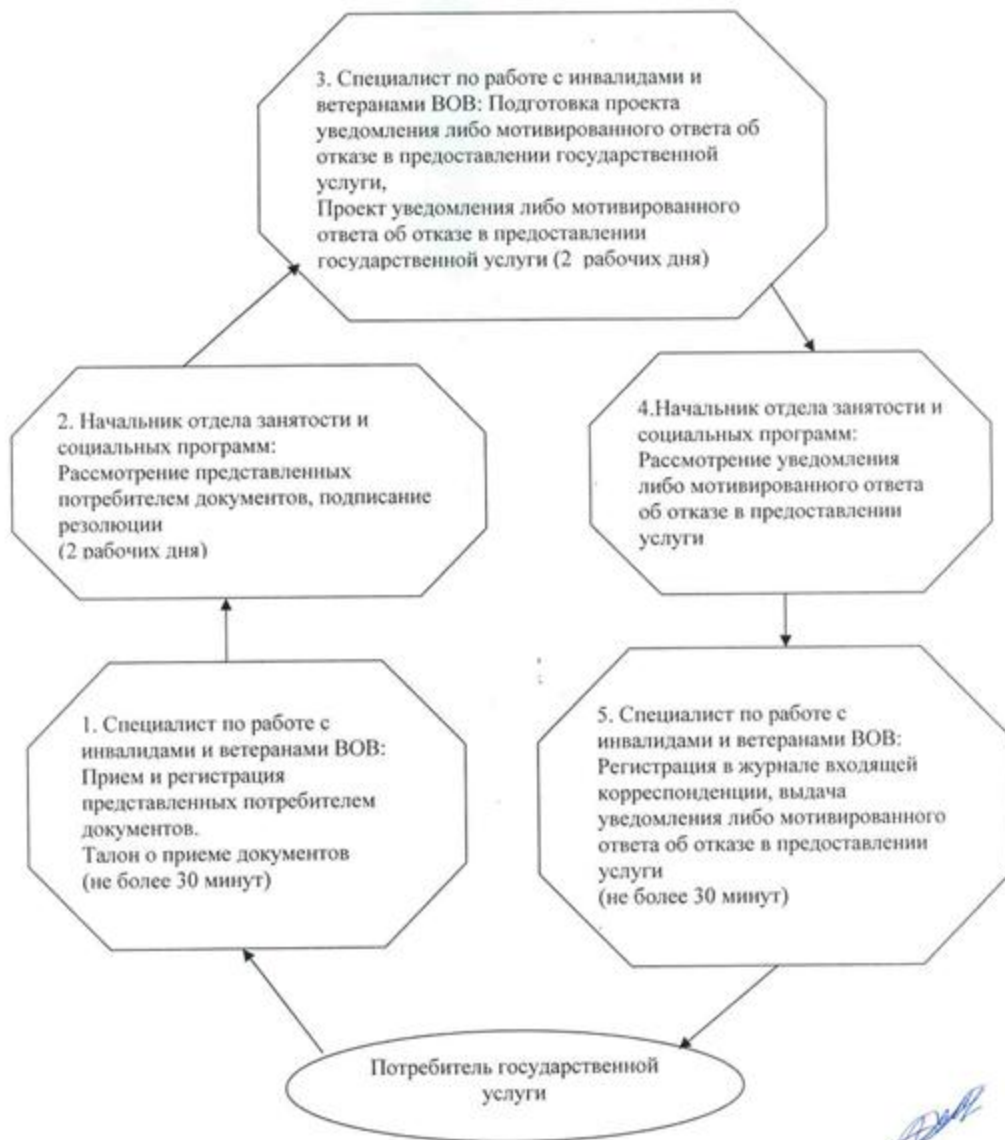 3. Специалист по работе с инвалидами и
ветеранами ВОВ: Подготовка проекта
уведомления либо мотивированного ответа об
отказе в предоставлении государственной
услуги,
Проект уведомления либо мотивированного
ответа об отказе в предоставлении
государственной услуги (2 рабочих дня)
2. Начальник отдела занятости и
социальных программ:
Рассмотрение представленных
потребителем документов, подписание
резолюции
(2 рабочих дня)
4.Начальник отдела занятости и
социальных программ:
Рассмотрение уведомления
либо мотивированного ответа
об отказе в предоставлении
услуги
1. Специалист по работе с
инвалидами и ветеранами ВОВ:
Прием и регистрация
представленных потребителем
документов.
Талон о приеме документов
(не более 30 минут)
5. Специалист по работе с
инвалидами и ветеранами ВОВ:
Регистрация в журнале входящей
корреспонденции, выдача
уведомления либо мотивированного
ответа об отказе в предоставлении
услуги
(не более 30 минут)
Потребитель государственной
услуги